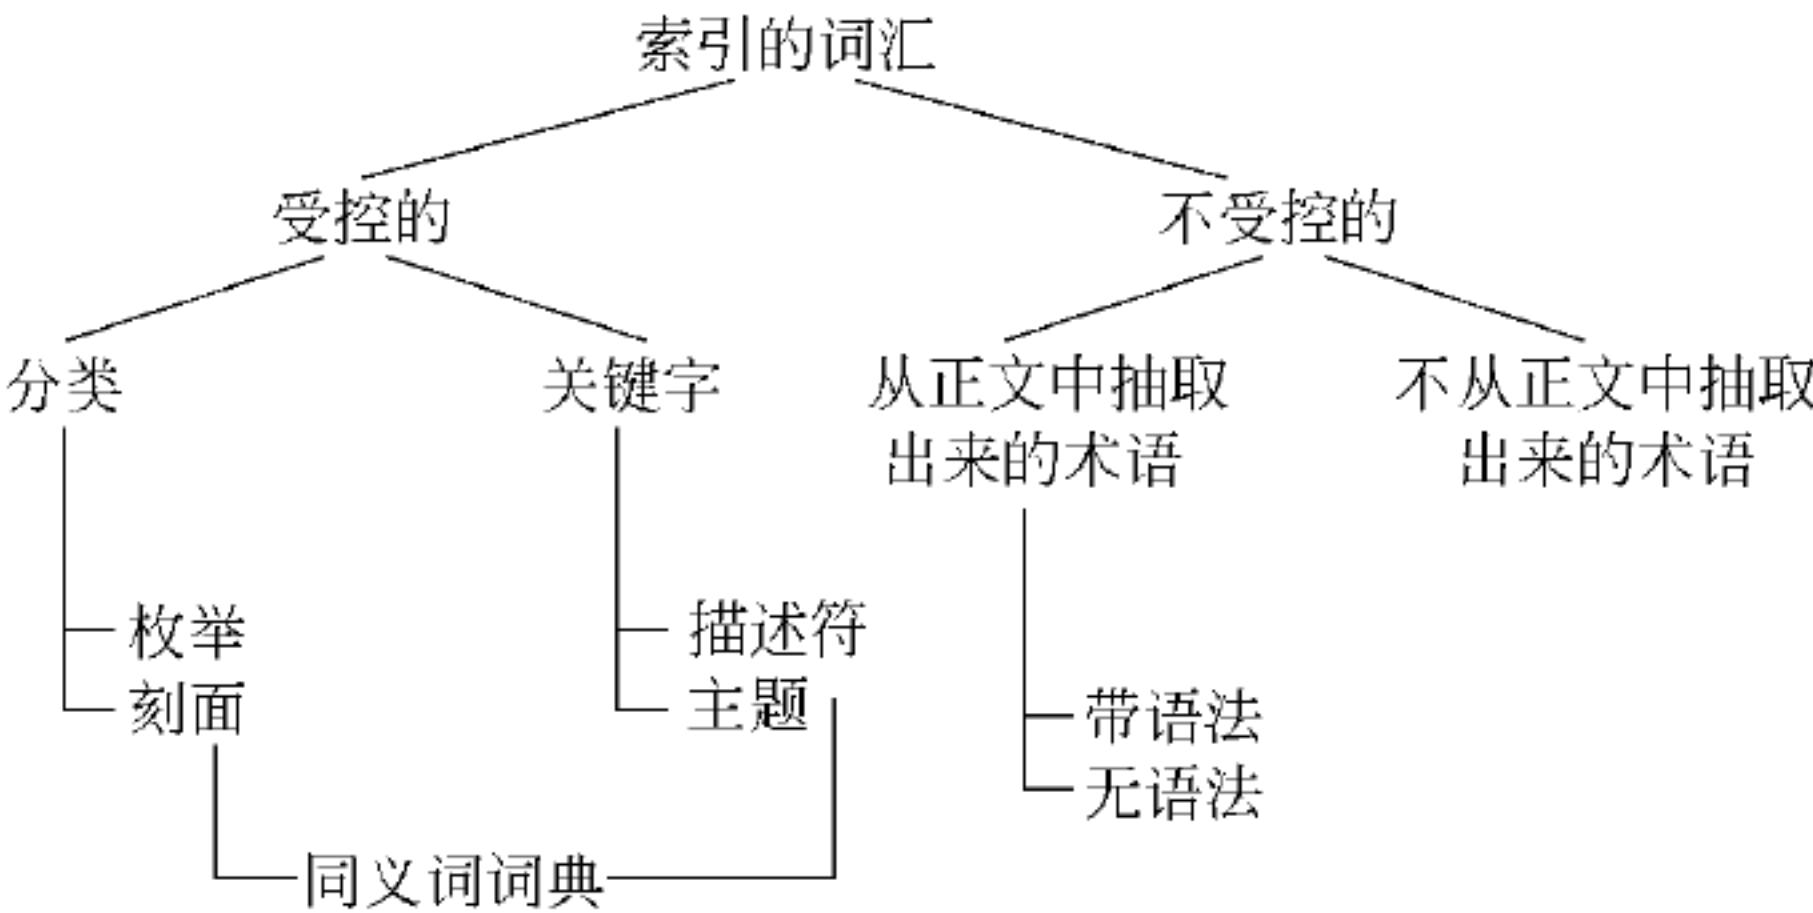 索引的词汇
受控的
不受控的
分类
关键字
从正文中抽取
出来的术语
不从正文中抽取
出来的术语
枚举
刻面
描述符
主题
带语法
无语法
同义词词典